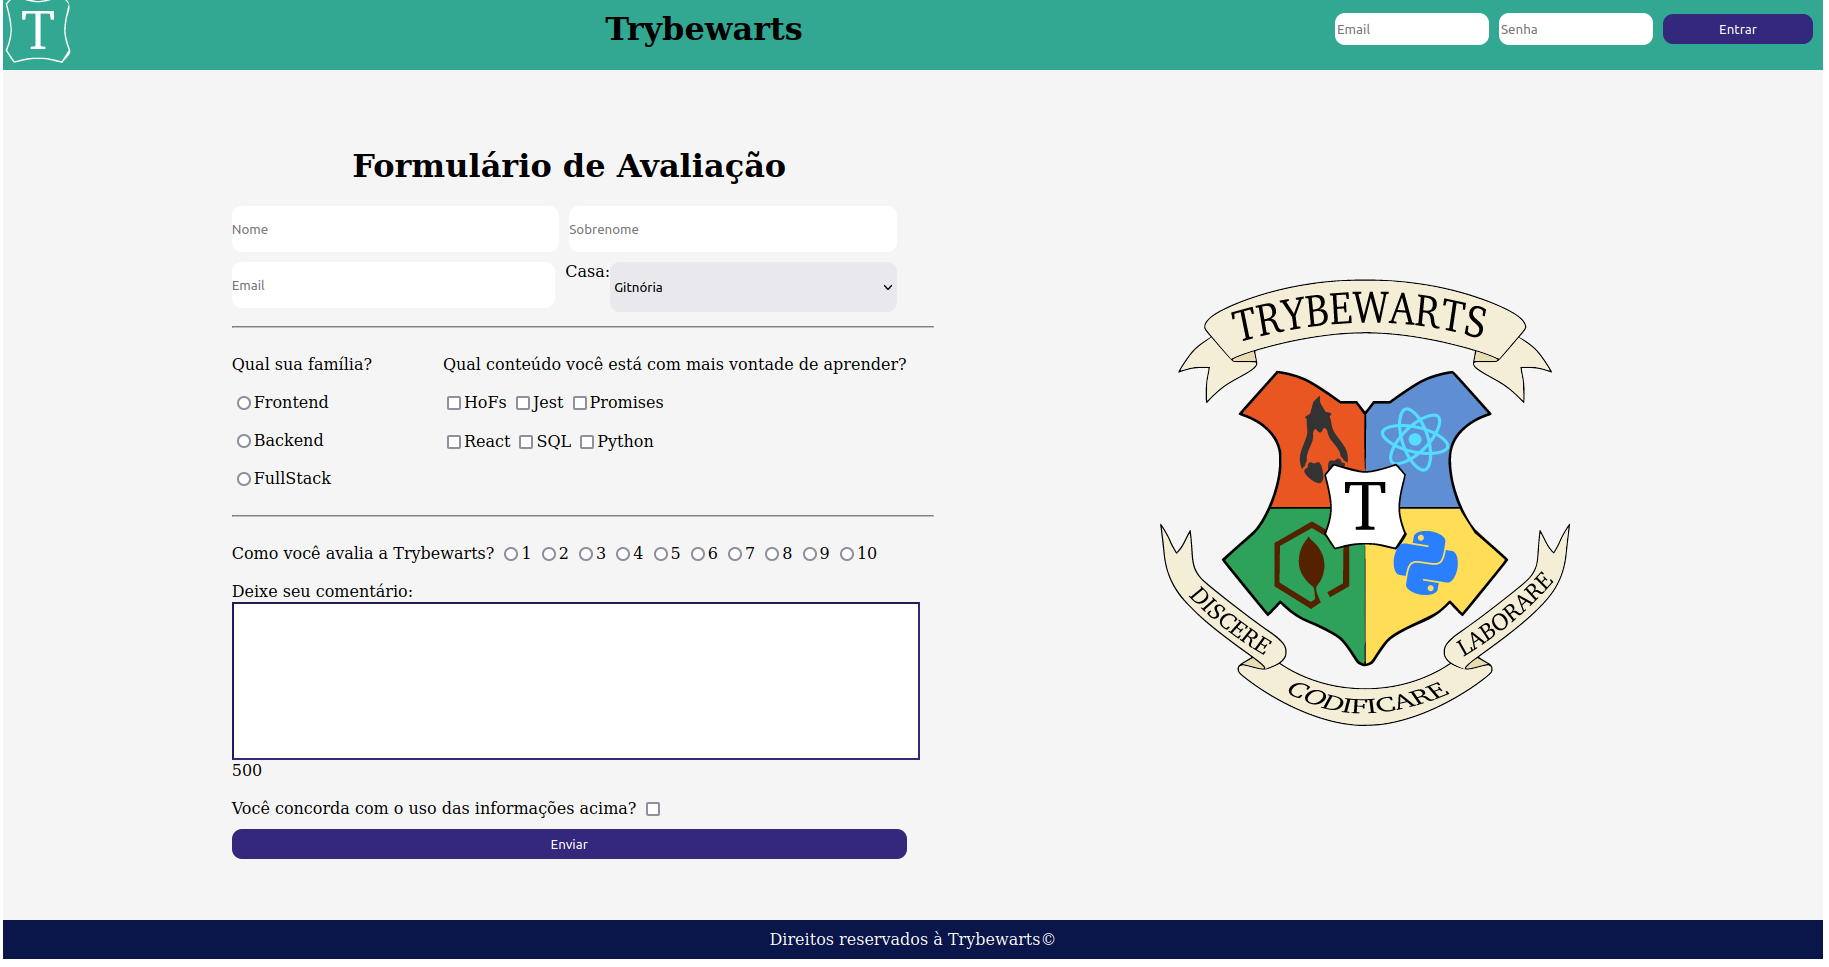 T
Trybewarts
Email
Senha
Entrar
Formulário de Avaliação
Nome
Sobrenome
Email
Casa:
Gitnória
Qual sua família?
Frontend
Backend
FullStack
Qual conteúdo você está com mais vontade de aprender?
HoFs Jest Promises
React SQL Python
Como você avalia a Trybewarts? 1 2 3 4 5 6 7 8 9 10
Deixe seu comentário:
500
Você concorda com o uso das informações acima?
Enviar
TRYBEWARTS
T
DISCERE
CODIFICARE
LABORARE
Direitos reservados à Trybewarts©